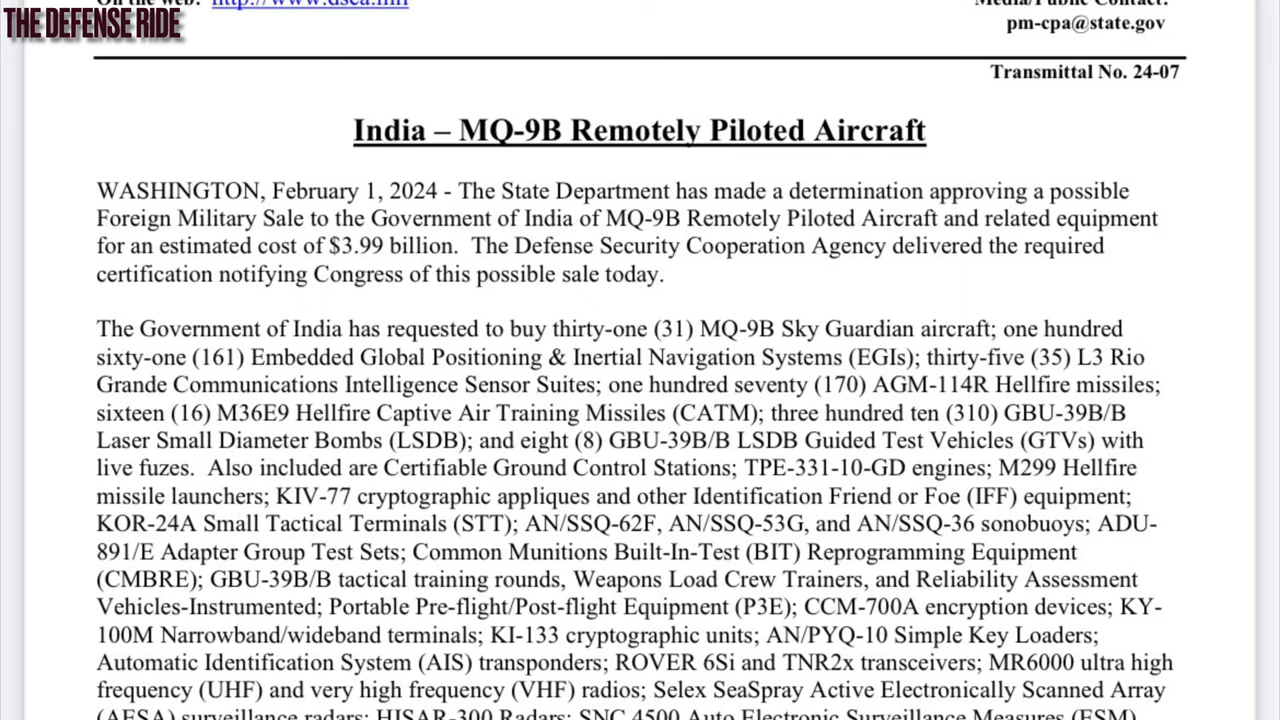 On the web: http://www.dsca.mil
Media/Public Contact:
THE DEFENSE RIDE
pm-cpa@state.gov
Transmittal No. 24-07
India – MQ-9B Remotely Piloted Aircraft
WASHINGTON, February 1, 2024 - The State Department has made a determination approving a possible
Foreign Military Sale to the Government of India of MQ-9B Remotely Piloted Aircraft and related equipment
for an estimated cost of $3.99 billion.  The Defense Security Cooperation Agency delivered the required
certification notifying Congress of this possible sale today.
The Government of India has requested to buy thirty-one (31) MQ-9B Sky Guardian aircraft; one hundred
sixty-one (161) Embedded Global Positioning & Inertial Navigation Systems (EGIs); thirty-five (35) L3 Rio
Grande Communications Intelligence Sensor Suites; one hundred seventy (170) AGM-114R Hellfire missiles;
sixteen (16) M36E9 Hellfire Captive Air Training Missiles (CATM); three hundred ten (310) GBU-39B/B
Laser Small Diameter Bombs (LSDB); and eight (8) GBU-39B/B LSDB Guided Test Vehicles (GTVs) with
live fuzes.  Also included are Certifiable Ground Control Stations; TPE-331-10-GD engines; M299 Hellfire
missile launchers; KIV-77 cryptographic appliques and other Identification Friend or Foe (IFF) equipment;
KOR-24A Small Tactical Terminals (STT); AN/SSQ-62F, AN/SSQ-53G, and AN/SSQ-36 sonobuoys; ADU-
891/E Adapter Group Test Sets; Common Munitions Built-In-Test (BIT) Reprogramming Equipment
(CMBRE); GBU-39B/B tactical training rounds, Weapons Load Crew Trainers, and Reliability Assessment
Vehicles-Instrumented; Portable Pre-flight/Post-flight Equipment (P3E); CCM-700A encryption devices; KY-
100M Narrowband/wideband terminals; KI-133 cryptographic units; AN/PYQ-10 Simple Key Loaders;
Automatic Identification System (AIS) transponders; ROVER 6Si and TNR2x transceivers; MR6000 ultra high
frequency (UHF) and very high frequency (VHF) radios; Selex SeaSpray Active Electronically Scanned Array
(AESA) surveillance radars; HISAR-300 Radars; SNC 4500 Auto Electronic Surveillance Measures (ESM)